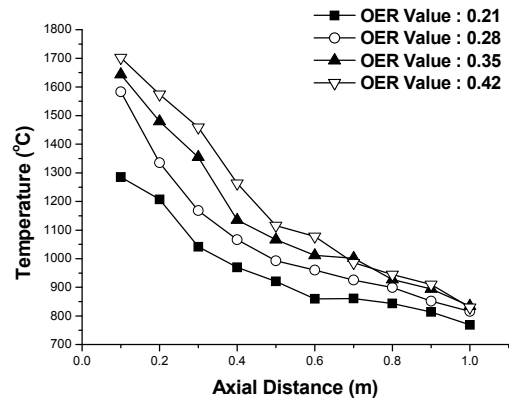 OER Value : 0.21
OER Value : 0.28
OER Value : 0.35
OER Value : 0.42
1800
1700
1600
1500
1400
1300
1200
1100
1000
900
800
700
Temperature (°C)
0.0 0.2 0.4 0.6 0.8 1.0
Axial Distance (m)